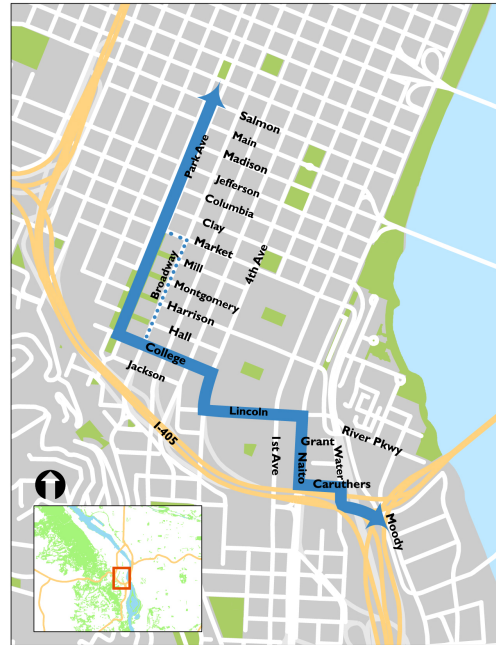 Salmon
Main
Madison
Park Ave
Jefferson
Columbia
Clay
Market
4th Ave
Broadway
Mill
Montgomery
Harrison
Hall
College
Jackson
Lincoln
I-405
1st Ave
Grant
River Pkwy
Naito
Water
Caruthers
Moody